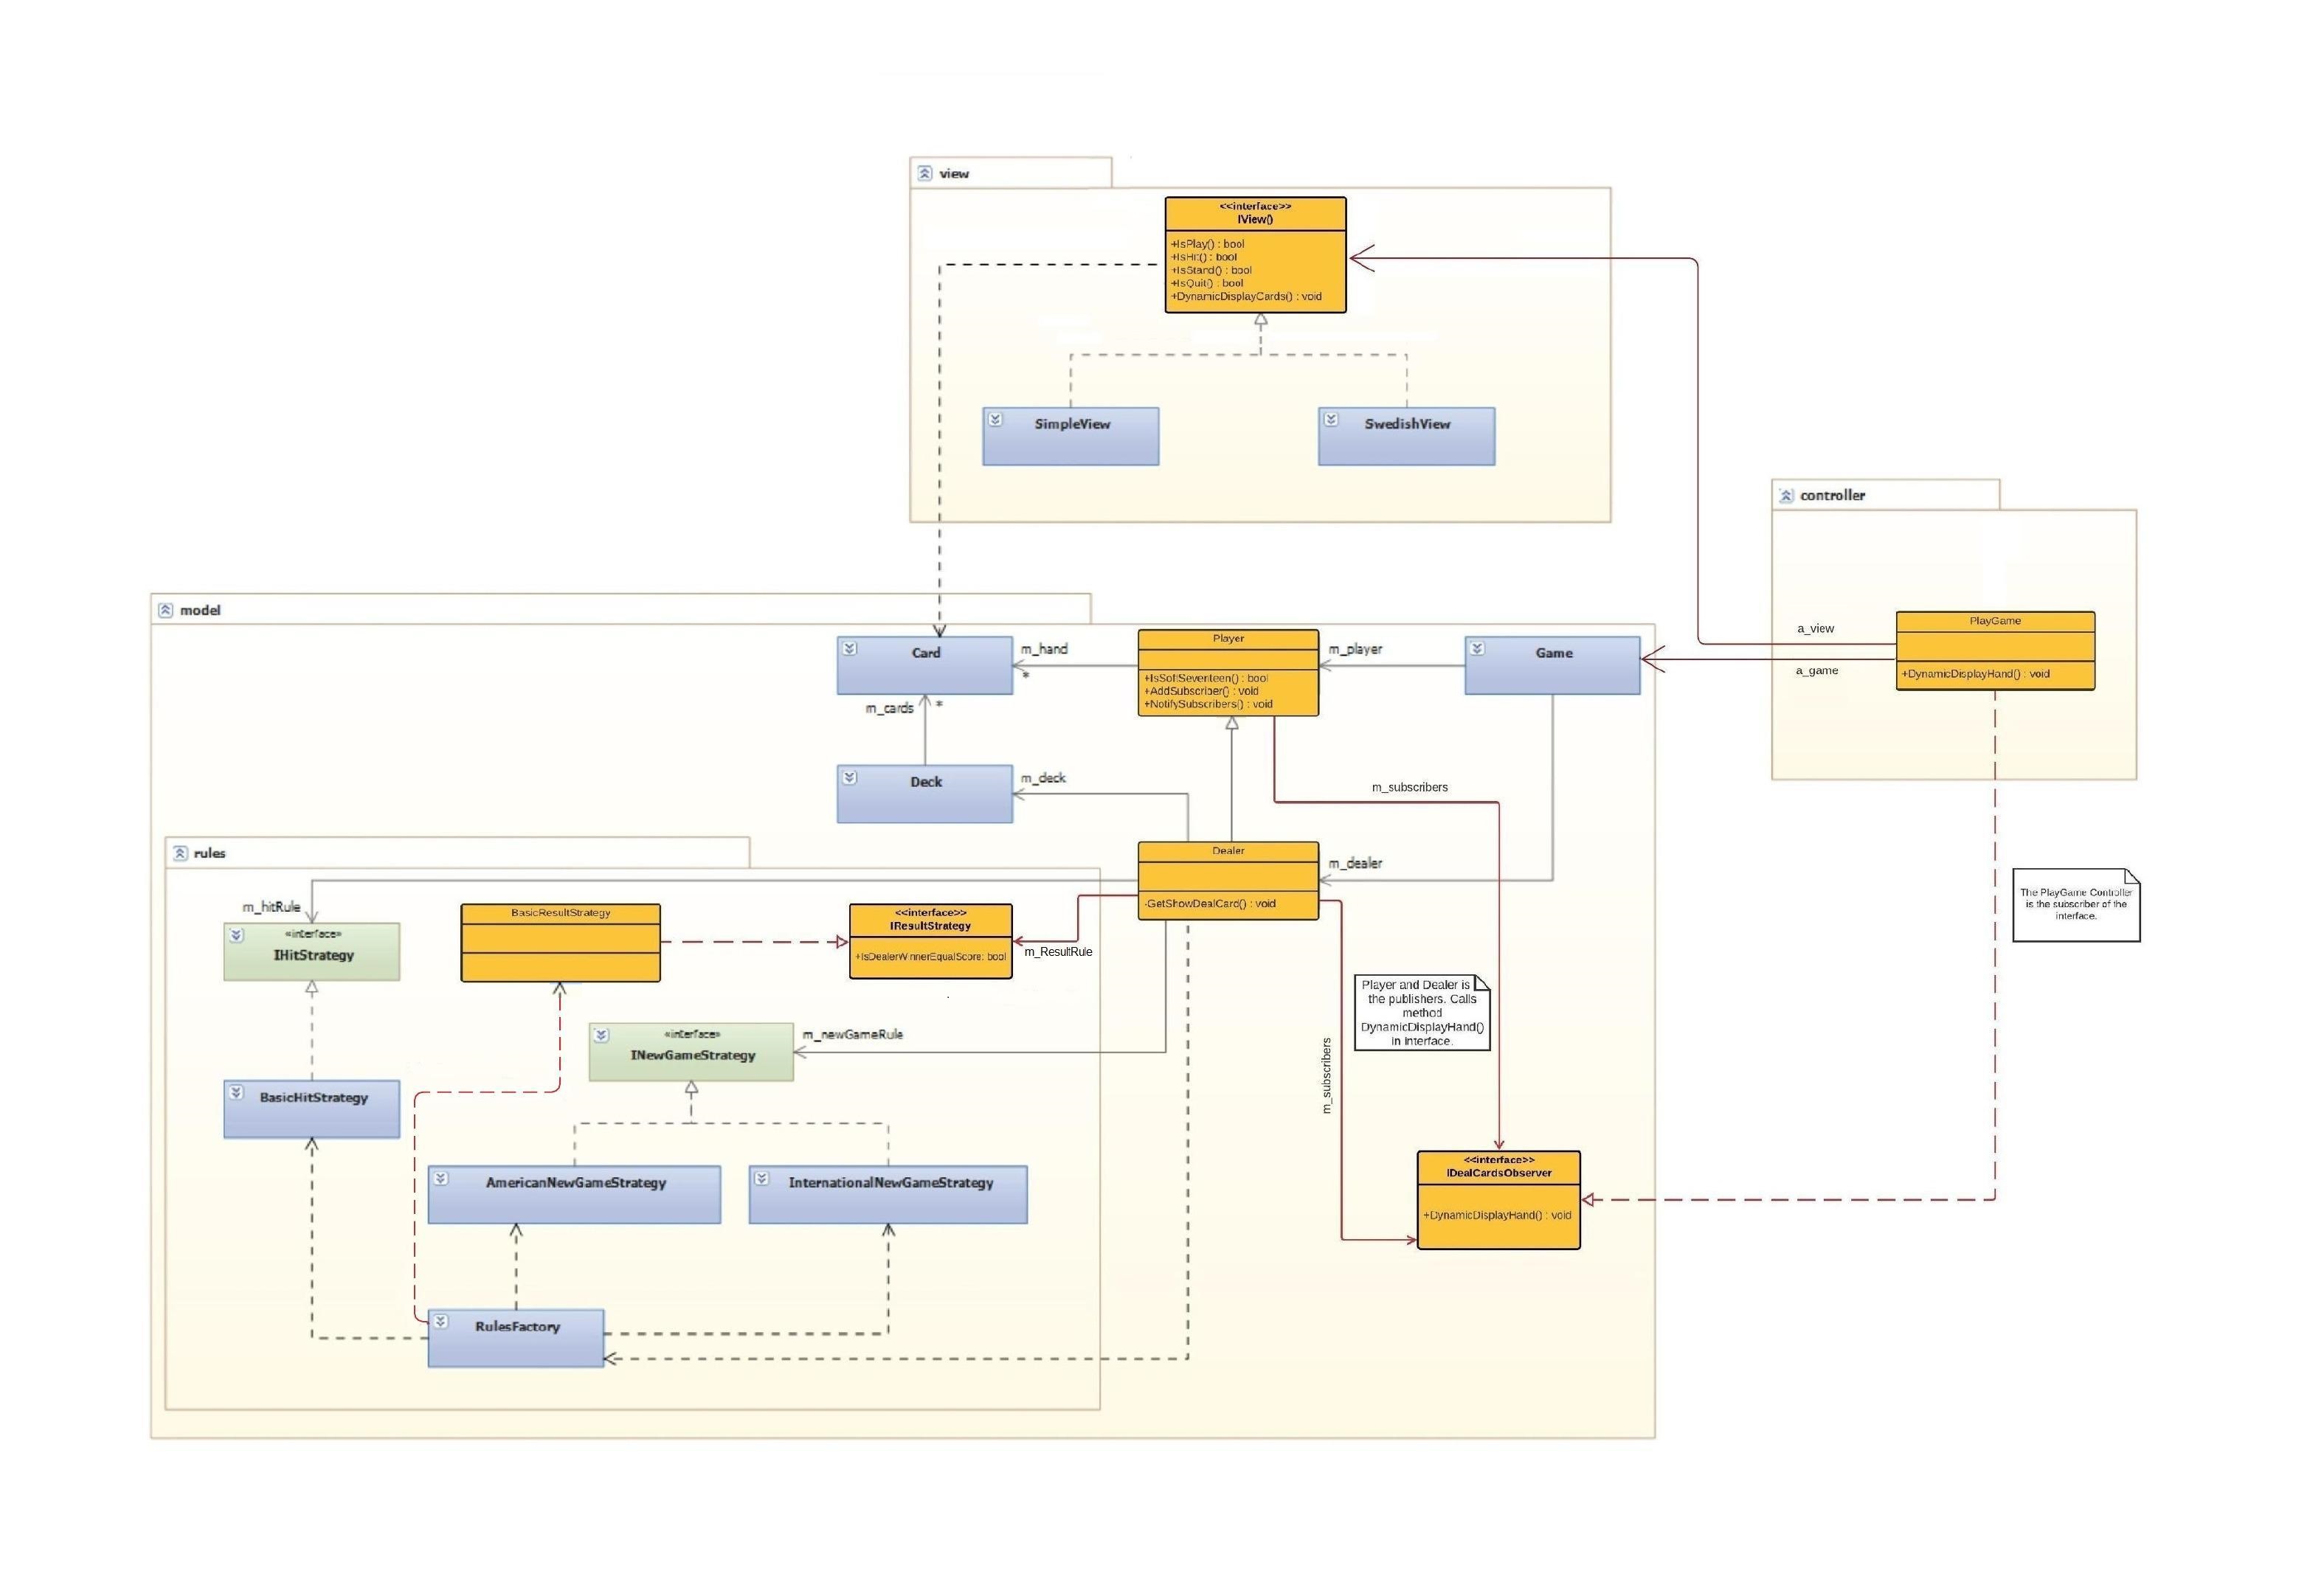 view
<<interface>>
IView()
+IsPlay() : bool
+IsHit() : bool
+IsStand() : bool
+IsQuit() : bool
+DynamicDisplayCards() : void
SimpleView
SwedishView
controller
PlayGame
+DynamicDisplayHand() : void
a_view
a_game
The PlayGame Controller
is the subscriber of the
interface.
model
Card
m_hand
*
Player
+IsSoftSeventeen() : bool
+AddSubscriber() : void
+NotifySubscribers() : void
m_player
Game
m_cards
*
Deck
m_deck
m_subscribers
Dealer
-GetShowDealCard() : void
m_dealer
rules
m_hitRule
«interface»
IHitStrategy
BasicResultStrategy
<<interface>>
IResultStrategy
+isDealerWinnerEqualScore: bool
m_ResultRule
Player and Dealer is
the publishers. Calls
method
DynamicDisplayHand()
in Interface.
«interface»
INewGameStrategy
m_newGameRule
m_subscribers
BasicHitStrategy
AmericanNewGameStrategy
InternationalNewGameStrategy
<<interface>>
IDealCardsObserver
+DynamicDisplayHand() : void
RulesFactory